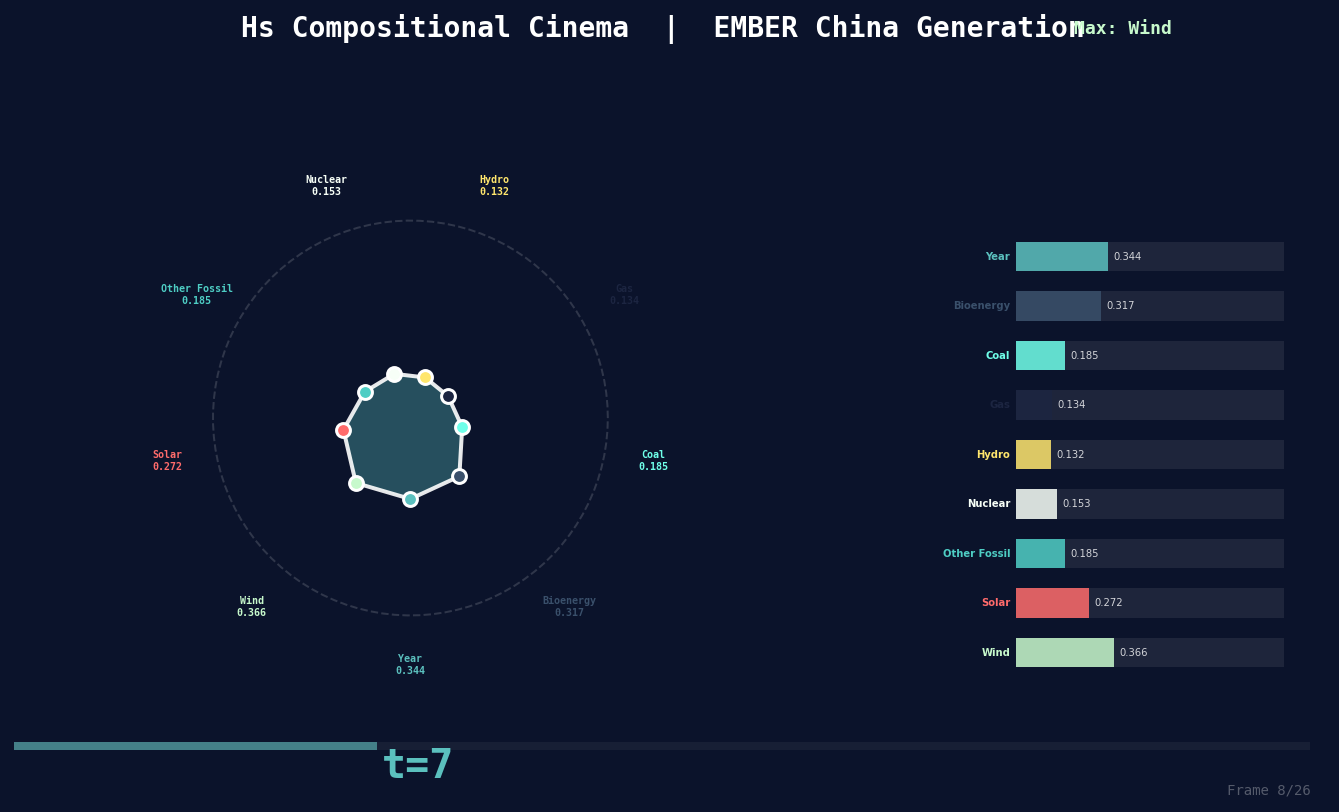 Hs Compositional Cinema | EMBER China Generation
Max: Wind
Nuclear
0.153
Hydro
0.132
Other Fossil
0.185
Gas
0.134
Solar
0.272
Coal
0.185
Wind
0.366
Bioenergy
0.317
Year
0.344
Year 0.344
Bioenergy 0.317
Coal 0.185
Gas 0.134
Hydro 0.132
Nuclear 0.153
Other Fossil 0.185
Solar 0.272
Wind 0.366
t=7
Frame 8/26